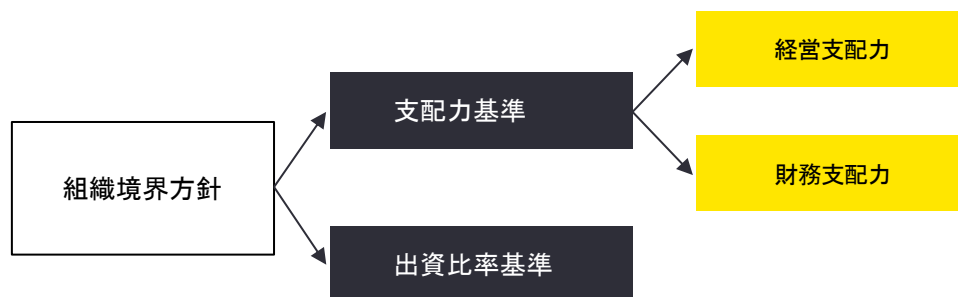 組織境界方針
支配力基準
出資比率基準
経営支配力
財務支配力